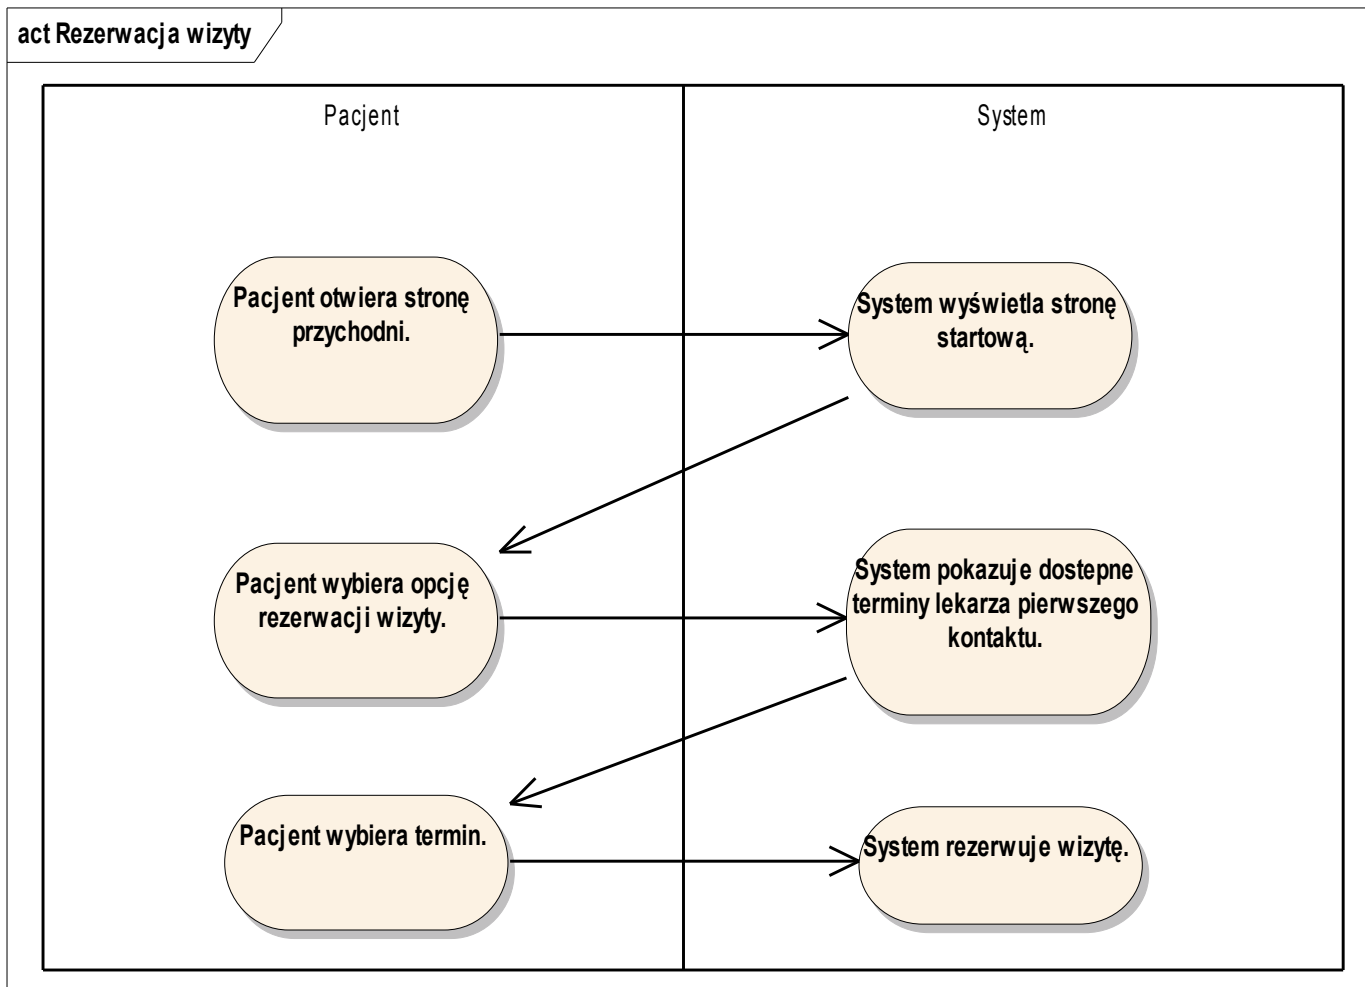 act Rezerwacja wizyty
Pacjent
System
Pacjent otwiera stronę
przychodni.
System wyświetla stronę
startową.
Pacjent wybiera opcję
rezerwacji wizyty.
System pokazuje dostepne
terminy lekarza pierwszego
kontaktu.
Pacjent wybiera termin.
System rezerwuje wizytę.